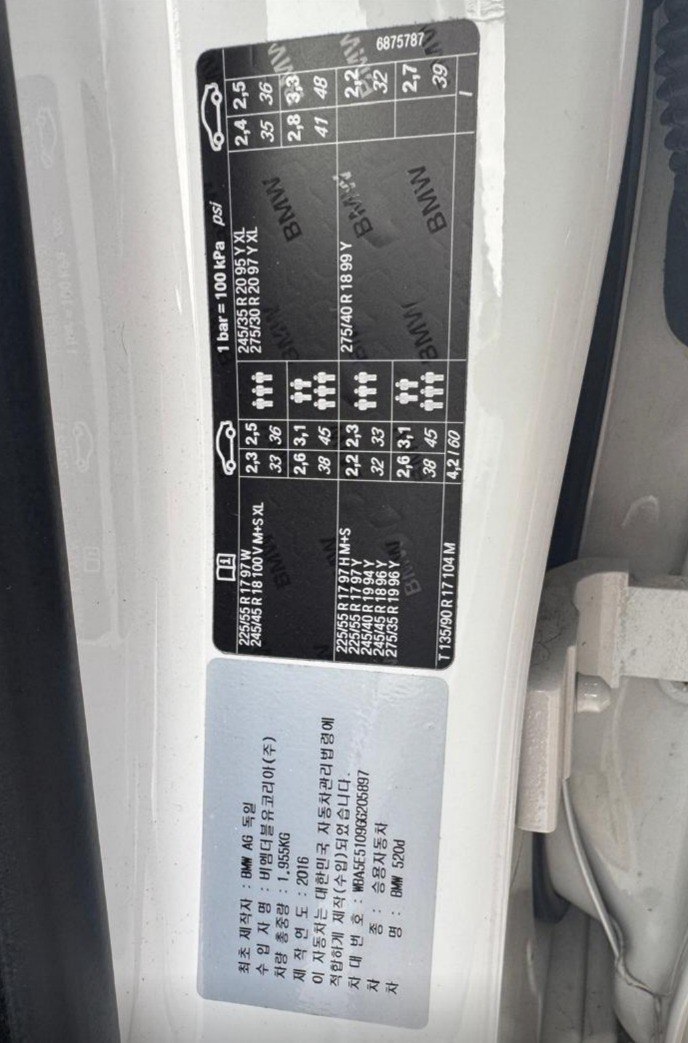 6875787
1 bar = 100 kPa psi
225/55 R 17 97 W
245/45 R 18 100 V M+S XL
2,3 2,5
33 36
2,6 3,1
38 45
245/35 R 20 95 Y XL
275/30 R 20 97 Y XL
2,4 2,5
35 36
2,8 3,3
41 48
225/55 R 17 97 H M+S
225/55 R 17 97 Y
245/40 R 19 94 Y
245/45 R 18 96 Y
275/35 R 19 96 Y
2,2 2,3
32 33
2,6 3,1
38 45
275/40 R 18 99 Y
2,2
32
2,7
39
T 135/90 R 17 104 M
4,2 / 60
/
BMW
BMW
BMW
BMW
BMW
BMW
최초 제작사 : BMW AG 독일
수 입 자 명 : 비엠더블유코리아(주)
차량 총중량 : 1,955KG
제 작 연 도 : 2016
이 자동차는 대한민국 자동차관리법령에
적합하게 제작(수입)되었습니다.
차 대 번 호 : WBA5E5109GG205897
차 종 : 승용자동차
차 명 : BMW 520d